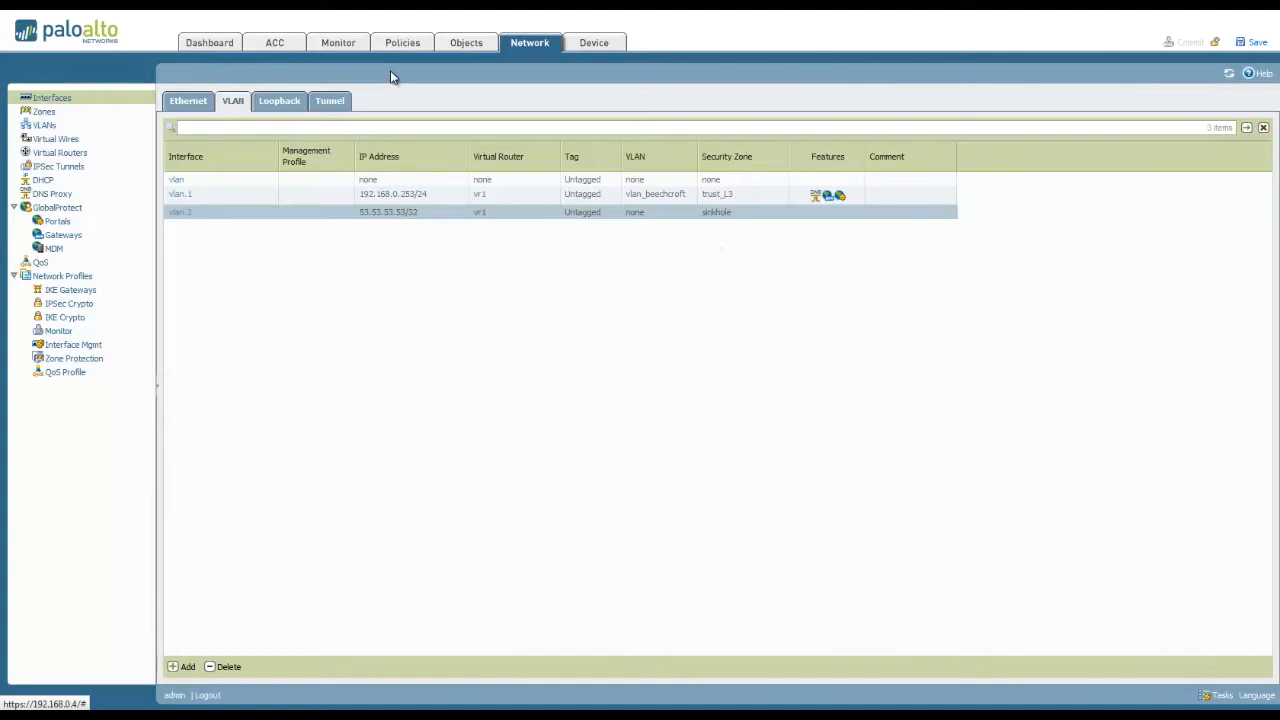 paloalto
NETWORKS
Dashboard ACC Monitor Policies Objects Network Device
Commit Save
Help
Interfaces
Zones
VLANs
Virtual Wires
Virtual Routers
IPSec Tunnels
DHCP
DNS Proxy
GlobalProtect
Portals
Gateways
MDM
QoS
Network Profiles
IKE Gateways
IPSec Crypto
IKE Crypto
Monitor
Interface Mgmt
Zone Protection
QoS Profile
Ethernet VLAN Loopback Tunnel
3 items
Interface Management Profile IP Address Virtual Router Tag VLAN Security Zone Features Comment
vlan none none Untagged none none
vlan.1 192.168.0.253/24 vr1 Untagged vlan_beechcroft trust_L3
vlan.2 53.53.53.53/32 vr1 Untagged none sinkhole
Add Delete
admin | Logout
Tasks Language
https://192.168.0.4/#